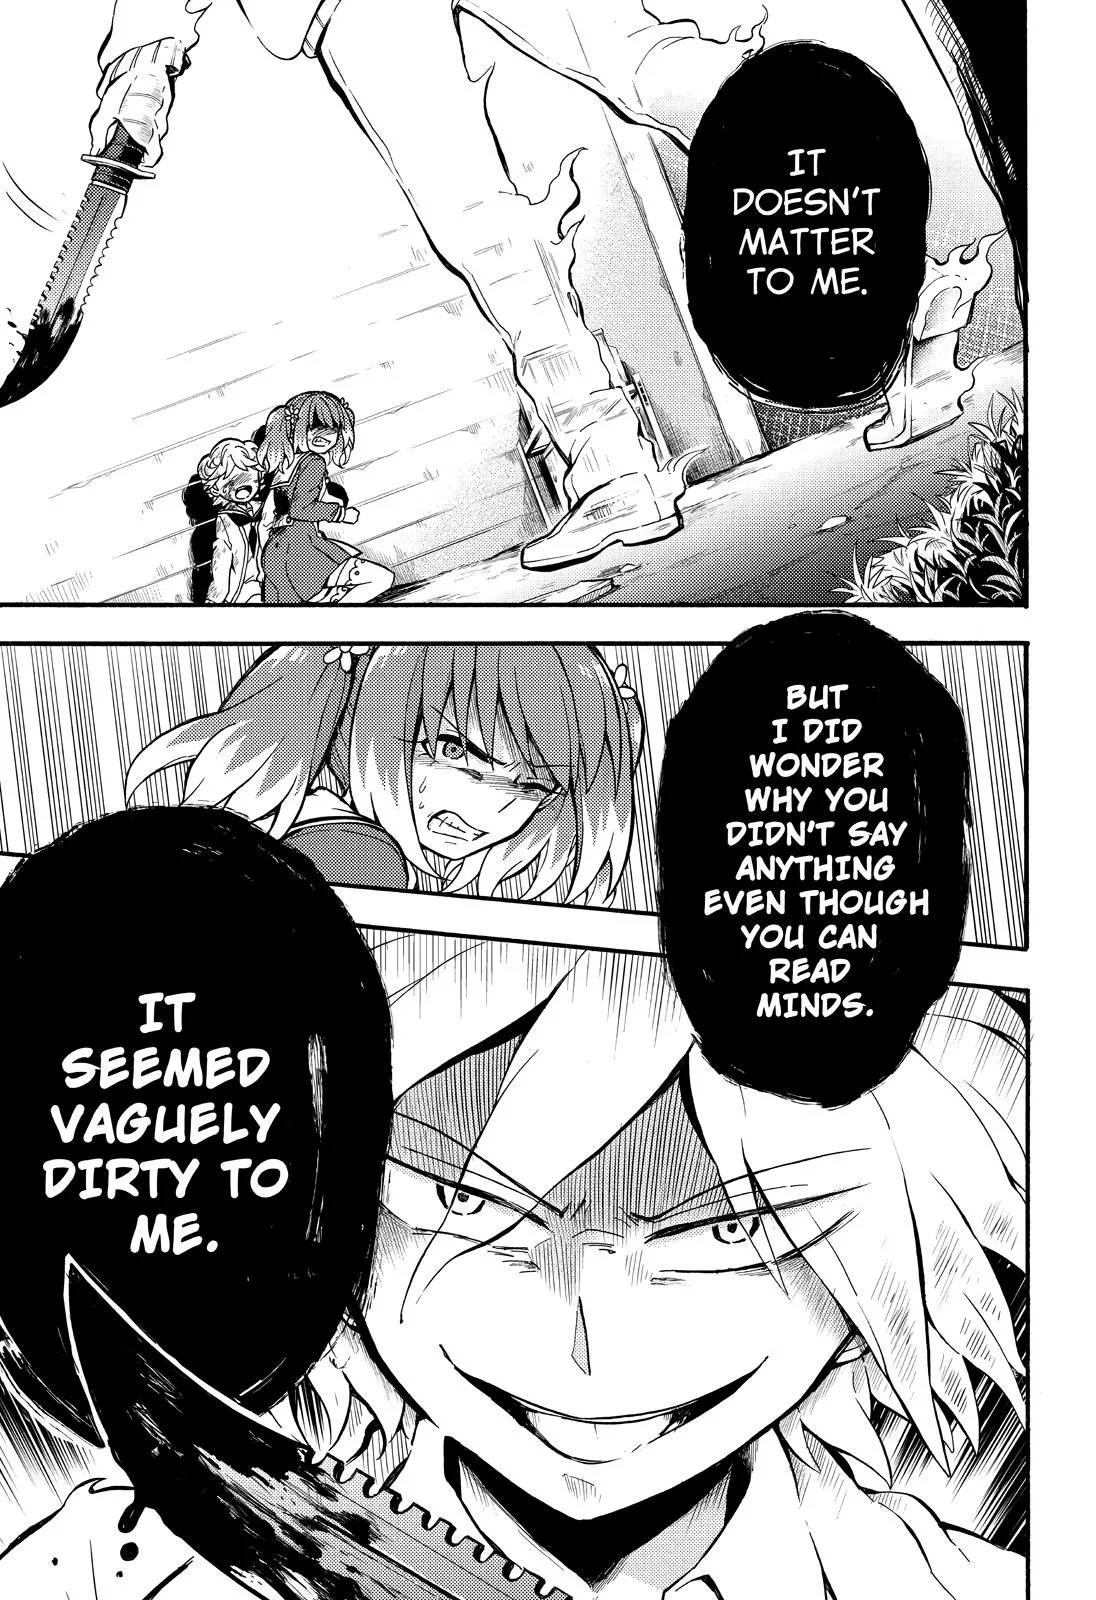 IT
DOESN'T
MATTER
TO ME.
BUT
I DID
WONDER
WHY YOU
DIDN'T SAY
ANYTHING
EVEN THOUGH
YOU CAN
READ
MINDS.
IT
SEEMED
VAGUELY
DIRTY TO
ME.